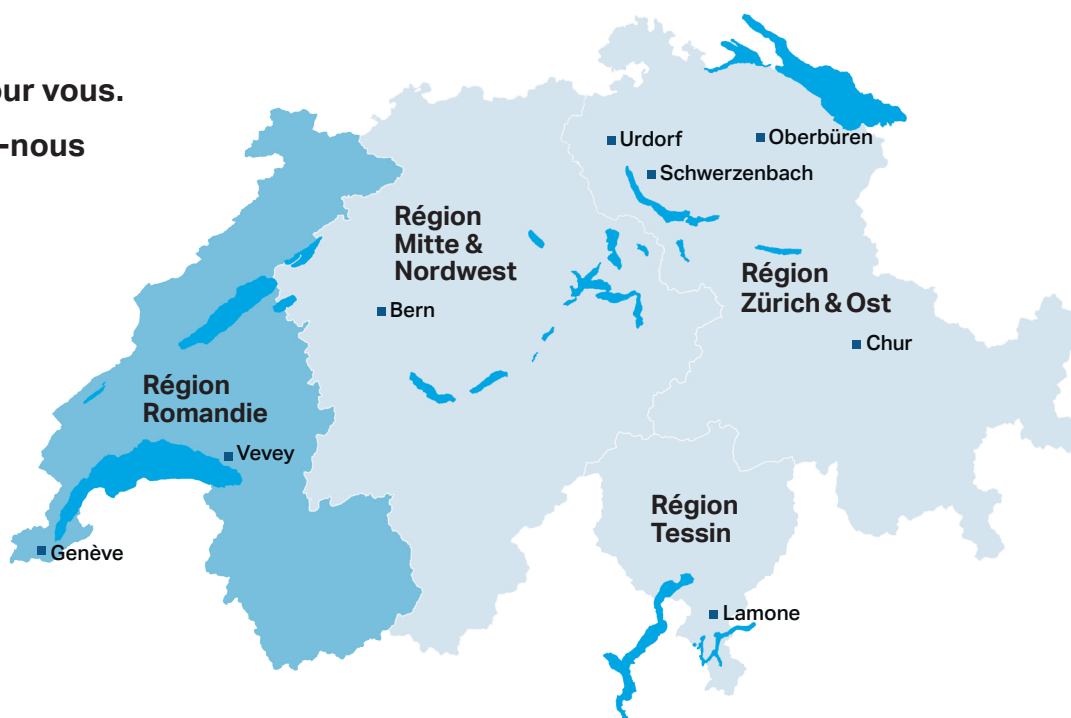 our vous.
-nous
Urdorf
Oberbüren
Schwerzenbach
Région
Mitte &
Nordwest
Bern
Région
Zürich & Ost
Chur
Région
Romandie
Vevey
Région
Tessin
Genève
Lamone